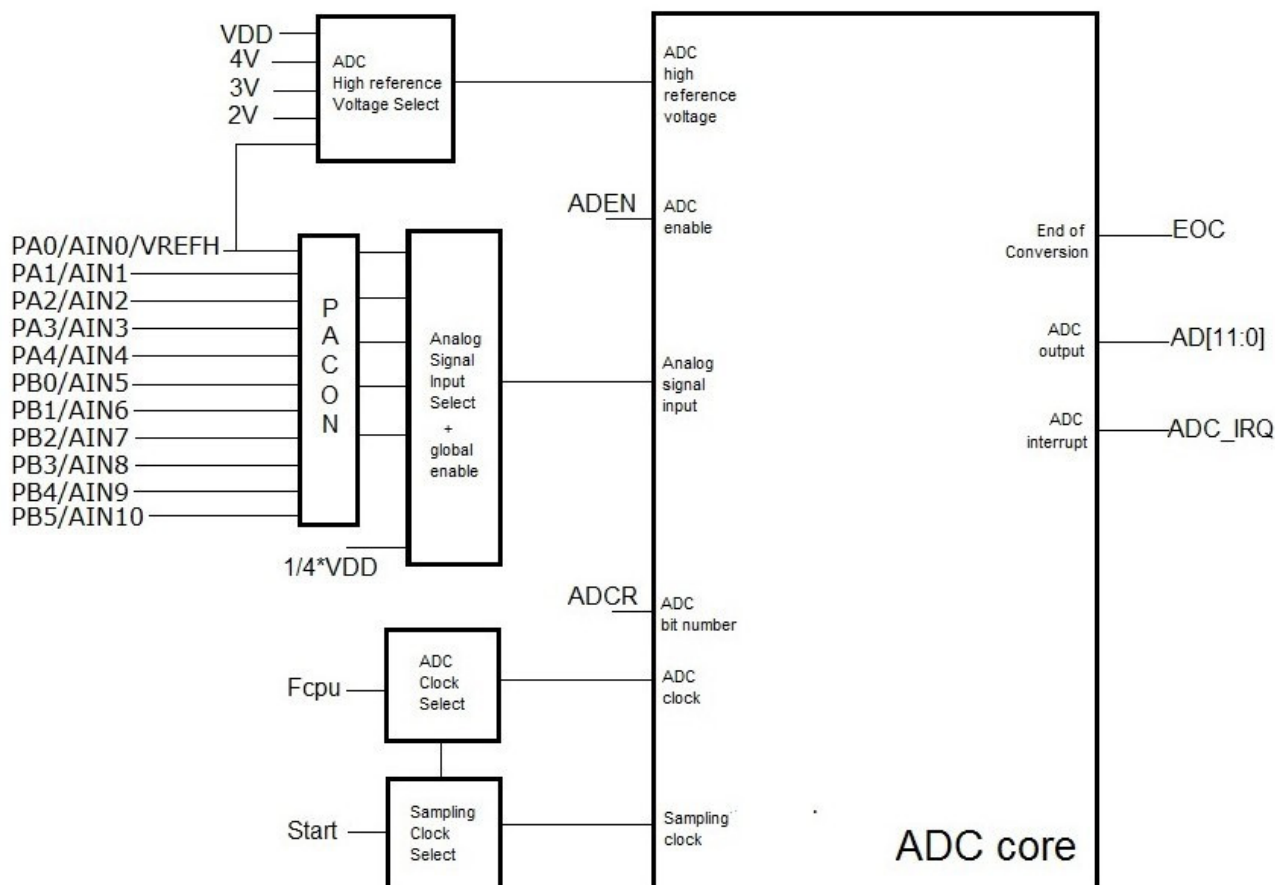 VDD
4V
3V
2V
ADC
High reference
Voltage Select
ADC
high
reference
voltage
ADEN
ADC
enable
PA0/AIN0/VREFH
PA1/AIN1
PA2/AIN2
PA3/AIN3
PA4/AIN4
PB0/AIN5
PB1/AIN6
PB2/AIN7
PB3/AIN8
PB4/AIN9
PB5/AIN10
P
A
C
O
N
Analog
Signal
Input
Select
+
global
enable
1/4*VDD
Analog
signal
input
End of
Conversion
EOC
ADC
output
AD[11:0]
ADC
interrupt
ADC_IRQ
ADCR
ADC
bit number
Fcpu
ADC
Clock
Select
ADC
clock
Start
Sampling
Clock
Select
Sampling
clock
ADC core